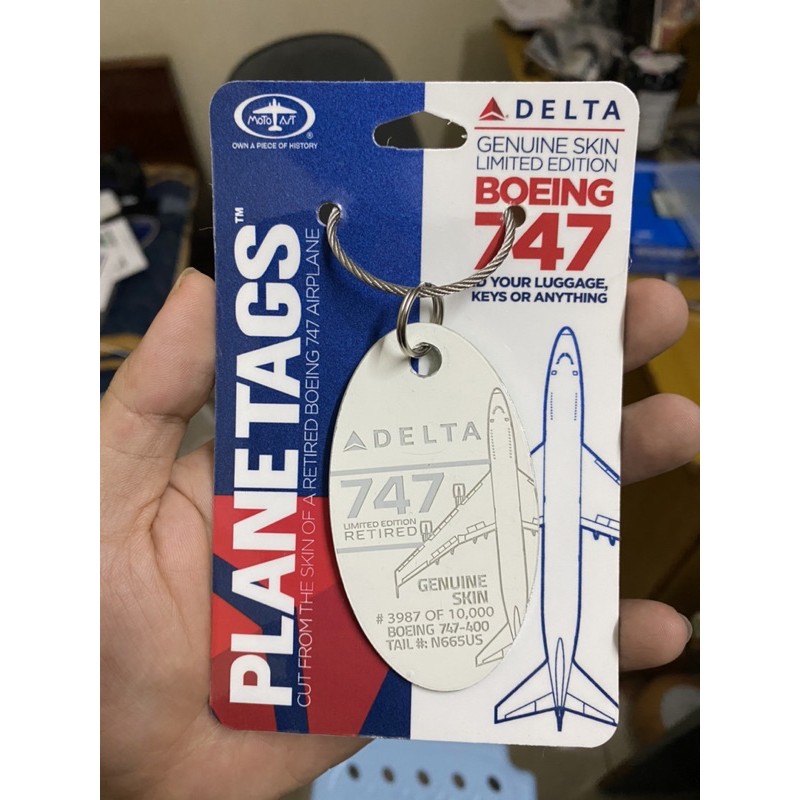 MOTO ART
®
OWN A PIECE OF HISTORY
PLANETAGS™
CUT FROM THE SKIN OF A RETIRED BOEING 747 AIRPLANE
DELTA
GENUINE SKIN
LIMITED EDITION
BOEING
747
YOUR LUGGAGE,
KEYS OR ANYTHING
DELTA
747
LIMITED EDITION
RETIRED
GENUINE
SKIN
# 3987 OF 10,000
BOEING 747-400
TAIL #: N665US